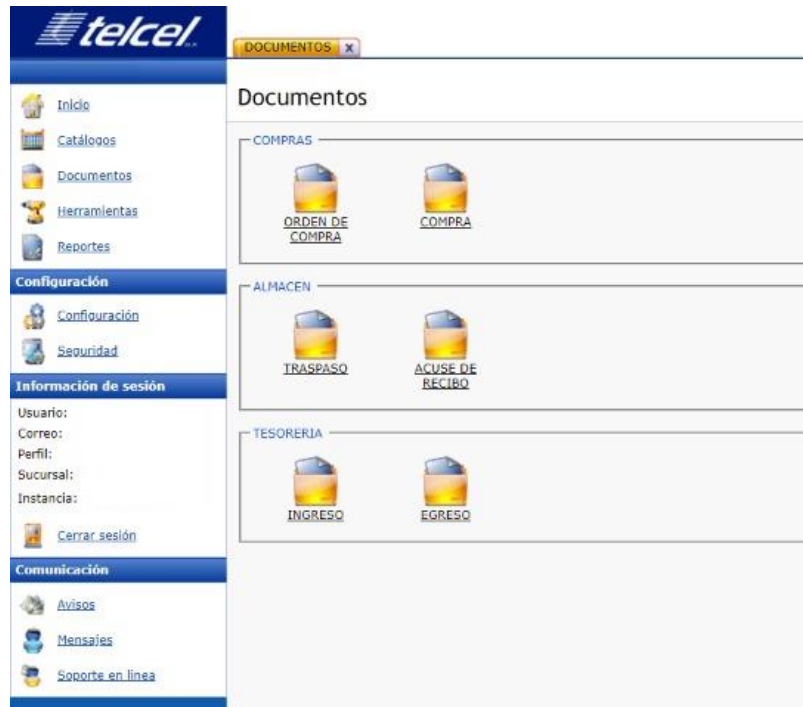 telcel
DOCUMENTOS x
Inicio
Catálogos
Documentos
Herramientas
Reportes
Configuración
Configuración
Seguridad
Información de sesión
Usuario:
Correo:
Perfil:
Sucursal:
Instancia:
Cerrar sesión
Comunicación
Avisos
Mensajes
Soporte en linea
Documentos
COMPRAS
ORDEN DE
COMPRA
COMPRA
ALMACEN
TRASPASO
ACUSE DE
RECIBO
TESORERIA
INGRESO
EGRESO